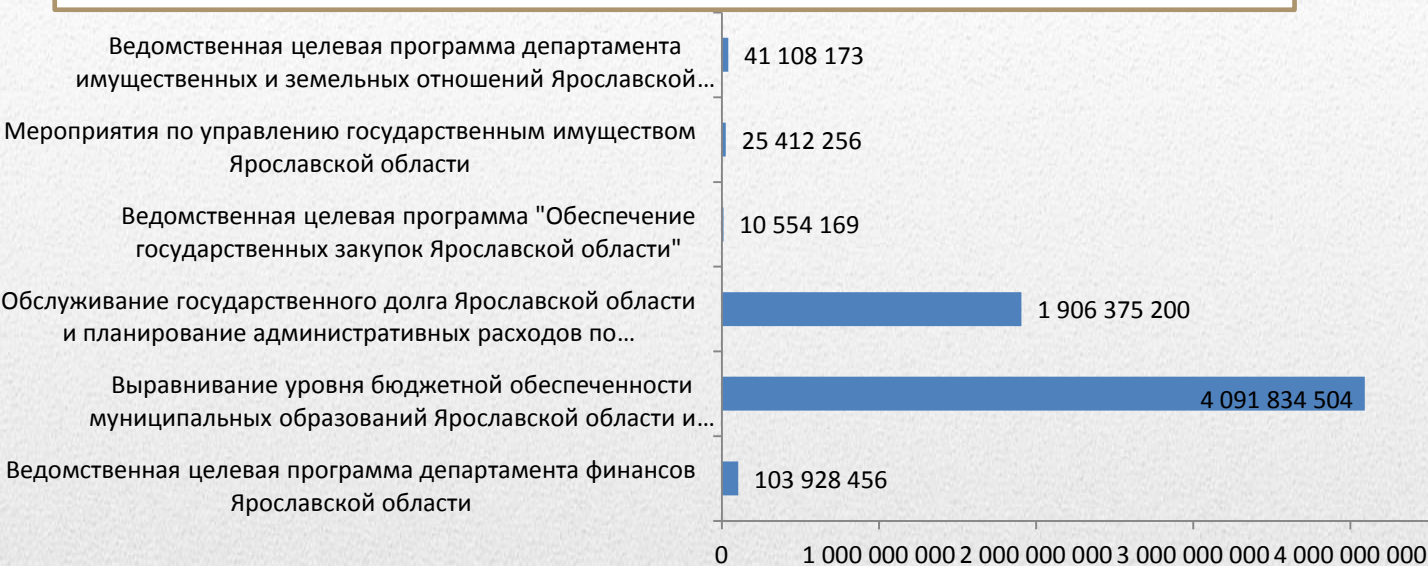 Ведомственная целевая программа департамента
имущественных и земельных отношений Ярославской…
41 108 173
Мероприятия по управлению государственным имуществом
Ярославской области
25 412 256
Ведомственная целевая программа "Обеспечение
государственных закупок Ярославской области"
10 554 169
Обслуживание государственного долга Ярославской области
и планирование административных расходов по…
1 906 375 200
Выравнивание уровня бюджетной обеспеченности
муниципальных образований Ярославской области и…
4 091 834 504
Ведомственная целевая программа департамента финансов
Ярославской области
103 928 456
0 1 000 000 000 2 000 000 000 3 000 000 000 4 000 000 000